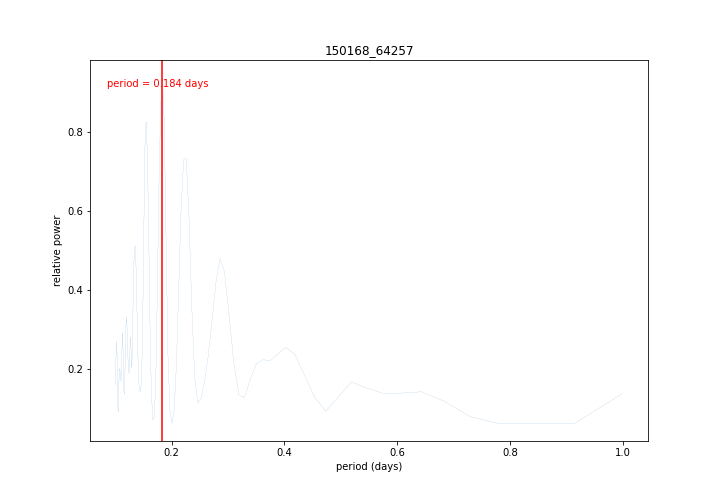 150168_64257
period = 0.184 days
relative power
0.8
0.6
0.4
0.2
0.2 0.4 0.6 0.8 1.0
period (days)